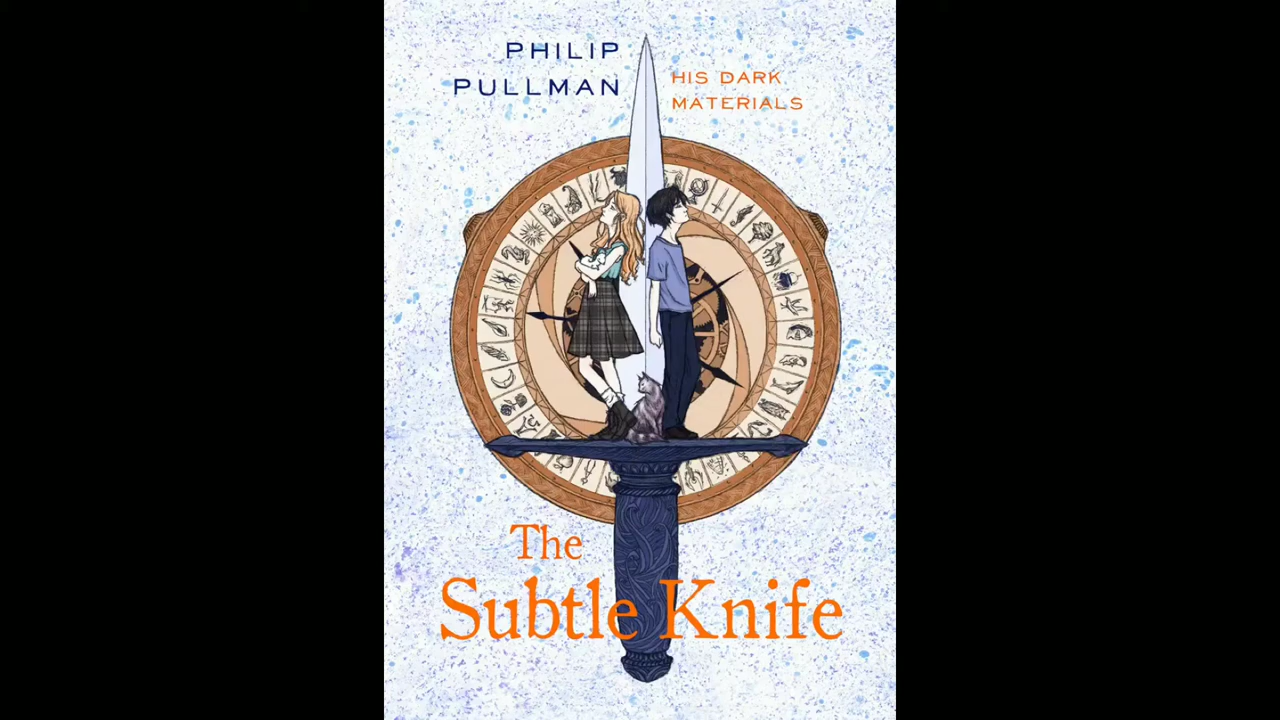 PHILIP
PULLMAN
HIS DARK
MATERIALS
The
Subtle Knife